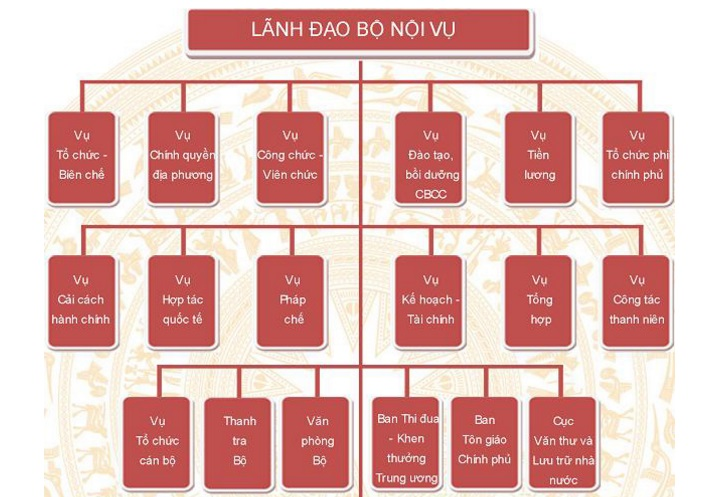 LÃNH ĐẠO BỘ NỘI VỤ
Vụ
Tổ chức -
Biên chế
Vụ
Chính quyền
địa phương
Vụ
Công chức -
Viên chức
Vụ
Đào tạo,
bồi dưỡng
CBCC
Vụ
Tiền
lương
Vụ
Tổ chức phi
chính phủ
Vụ
Cải cách
hành chính
Vụ
Hợp tác
quốc tế
Vụ
Pháp
chế
Vụ
Kế hoạch -
Tài chính
Vụ
Tổng
hợp
Vụ
Công tác
thanh niên
Vụ
Tổ chức
cán bộ
Thanh
tra
Bộ
Văn
phòng
Bộ
Ban Thi đua
- Khen
thưởng
Trung ương
Ban
Tôn giáo
Chính phủ
Cục
Văn thư và
Lưu trữ nhà
nước